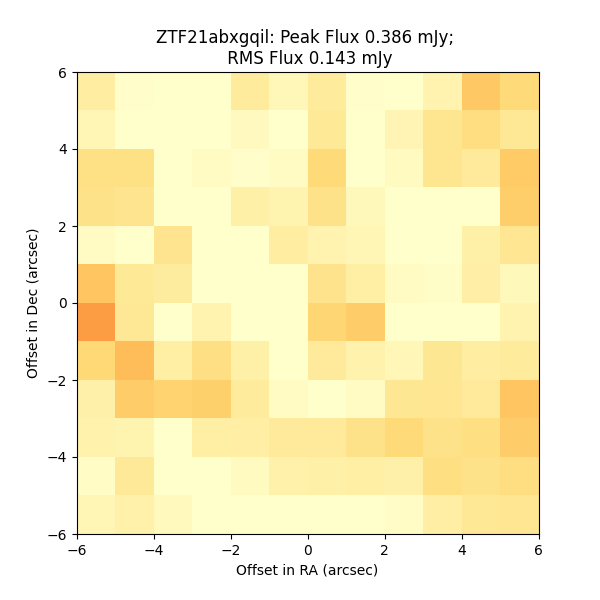 ZTF21abxgqil: Peak Flux 0.386 mJy;
RMS Flux 0.143 mJy
6
4
2
0
−2
−4
−6
Offset in Dec (arcsec)
−6 −4 −2 0 2 4 6
Offset in RA (arcsec)